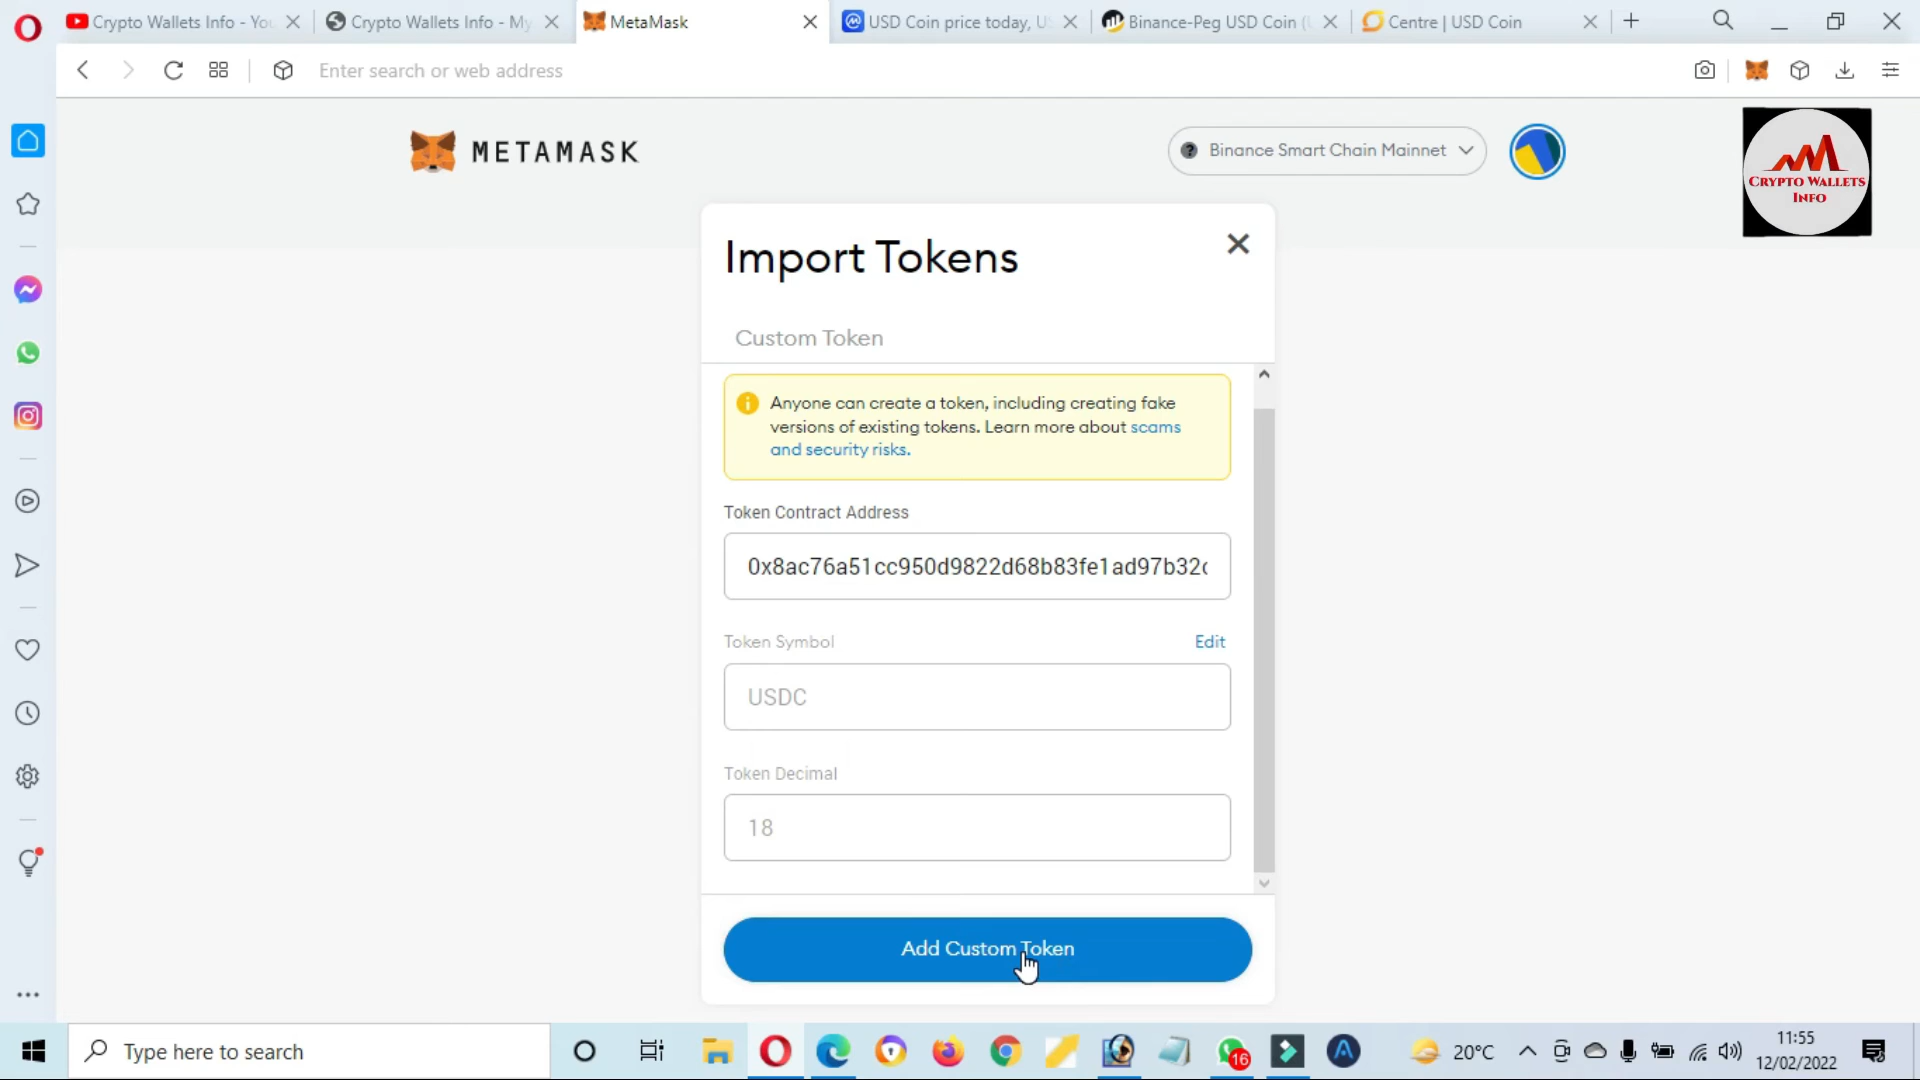 Crypto Wallets Info - You
Crypto Wallets Info - My
MetaMask
USD Coin price today, US
Binance-Peg USD Coin (U
Centre | USD Coin
Enter search or web address
METAMASK
Binance Smart Chain Mainnet
CRYPTO WALLETS
INFO
Import Tokens
Custom Token
Anyone can create a token, including creating fake
versions of existing tokens. Learn more about scams
and security risks.
Token Contract Address
0x8ac76a51cc950d9822d68b83fe1ad97b32c
Token Symbol
Edit
USDC
Token Decimal
18
Add Custom Token
Type here to search
16
20°C
11:55
12/02/2022